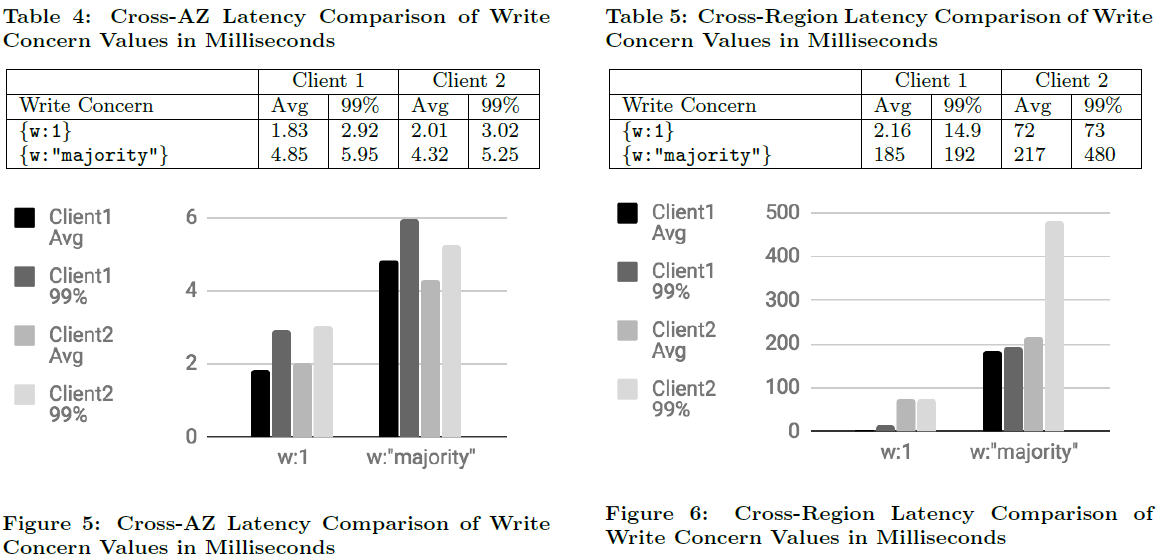 Table 4: Cross-AZ Latency Comparison of Write
Concern Values in Milliseconds
Client 1 Client 2
Write Concern Avg 99% Avg 99%
{w:1} 1.83 2.92 2.01 3.02
{w:"majority"} 4.85 5.95 4.32 5.25
Client1
Avg
Client1
99%
Client2
Avg
Client2
99%
6
4
2
0
w:1 w:"majority"
Figure 5: Cross-AZ Latency Comparison of Write
Concern Values in Milliseconds
Table 5: Cross-Region Latency Comparison of Write
Concern Values in Milliseconds
Client 1 Client 2
Write Concern Avg 99% Avg 99%
{w:1} 2.16 14.9 72 73
{w:"majority"} 185 192 217 480
Client1
Avg
Client1
99%
Client2
Avg
Client2
99%
500
400
300
200
100
0
w:1 w:"majority"
Figure 6: Cross-Region Latency Comparison of
Write Concern Values in Milliseconds